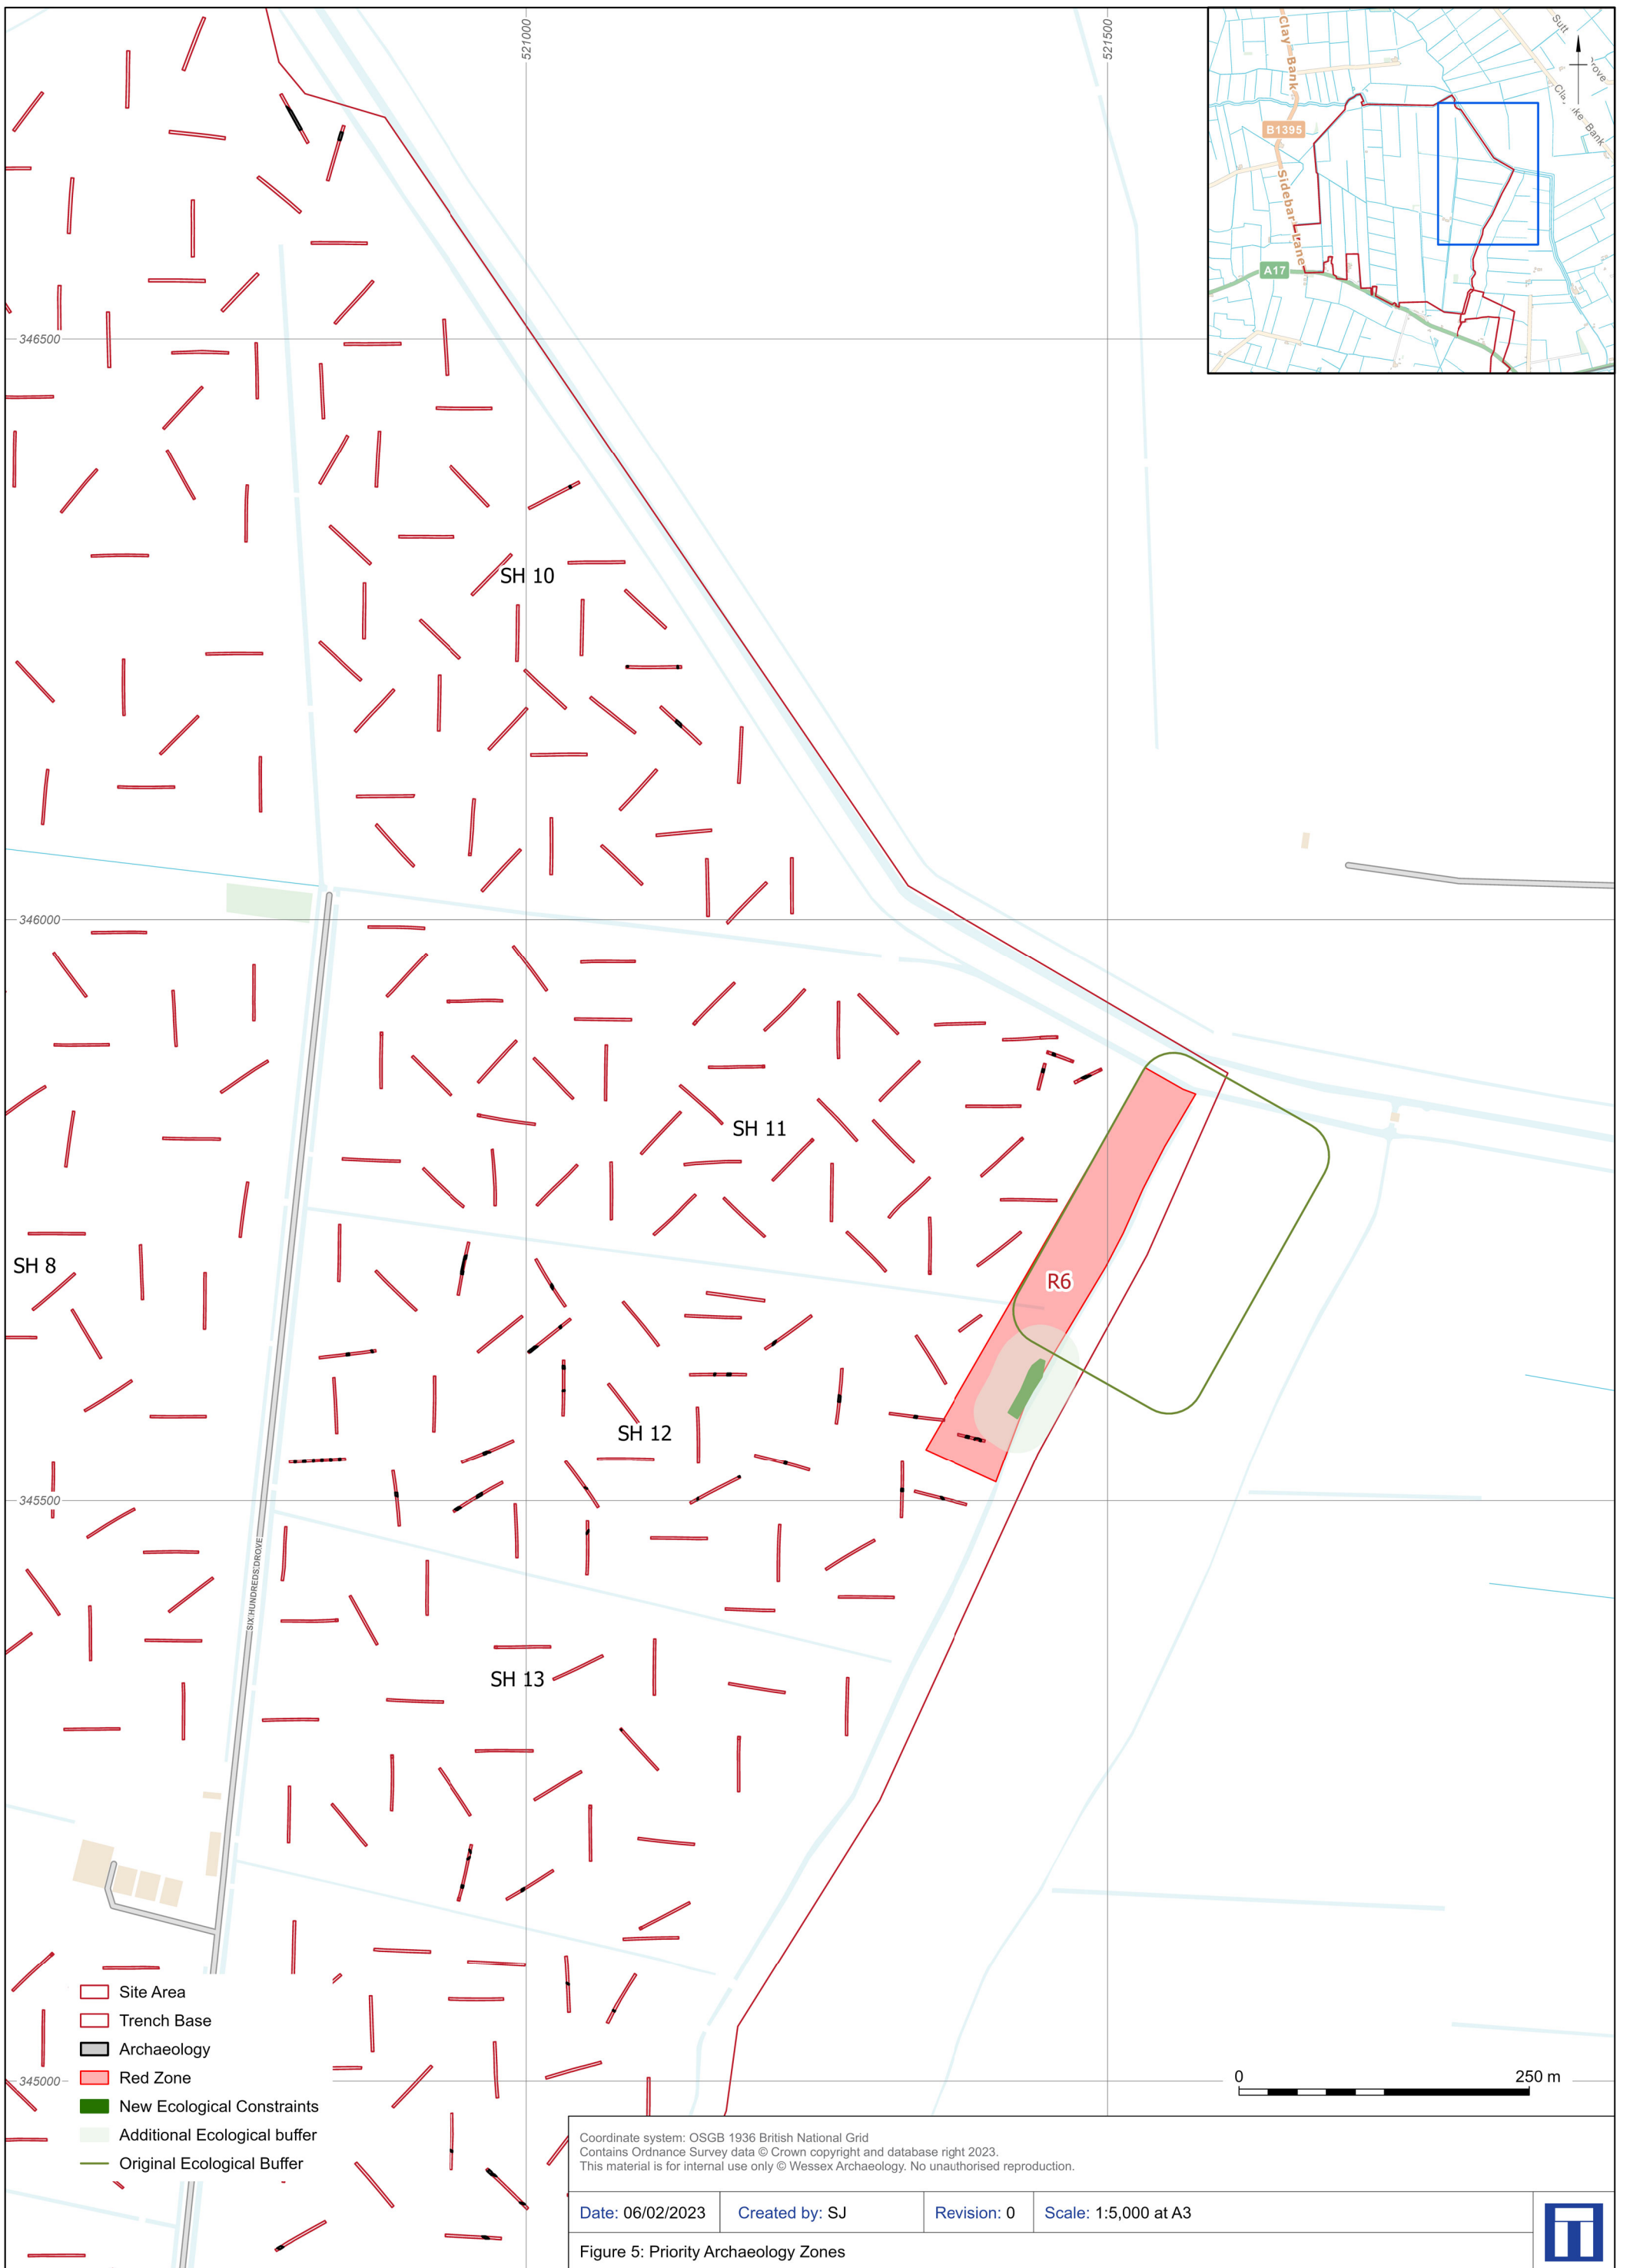 521000
521500
Clay Bank
B1395
Sidebar Lane
A17
346500
SH 10
346000
SH 11
SH 8
R6
SH 12
345500
SIX HUNDREDS DROVE
SH 13
Site Area
Trench Base
Archaeology
345000
Red Zone
New Ecological Constraints
Additional Ecological buffer
Original Ecological Buffer
0 250 m
Coordinate system: OSGB 1936 British National Grid
Contains Ordnance Survey data © Crown copyright and database right 2023.
This material is for internal use only © Wessex Archaeology. No unauthorised reproduction.
Date: 06/02/2023 Created by: SJ Revision: 0 Scale: 1:5,000 at A3
Figure 5: Priority Archaeology Zones